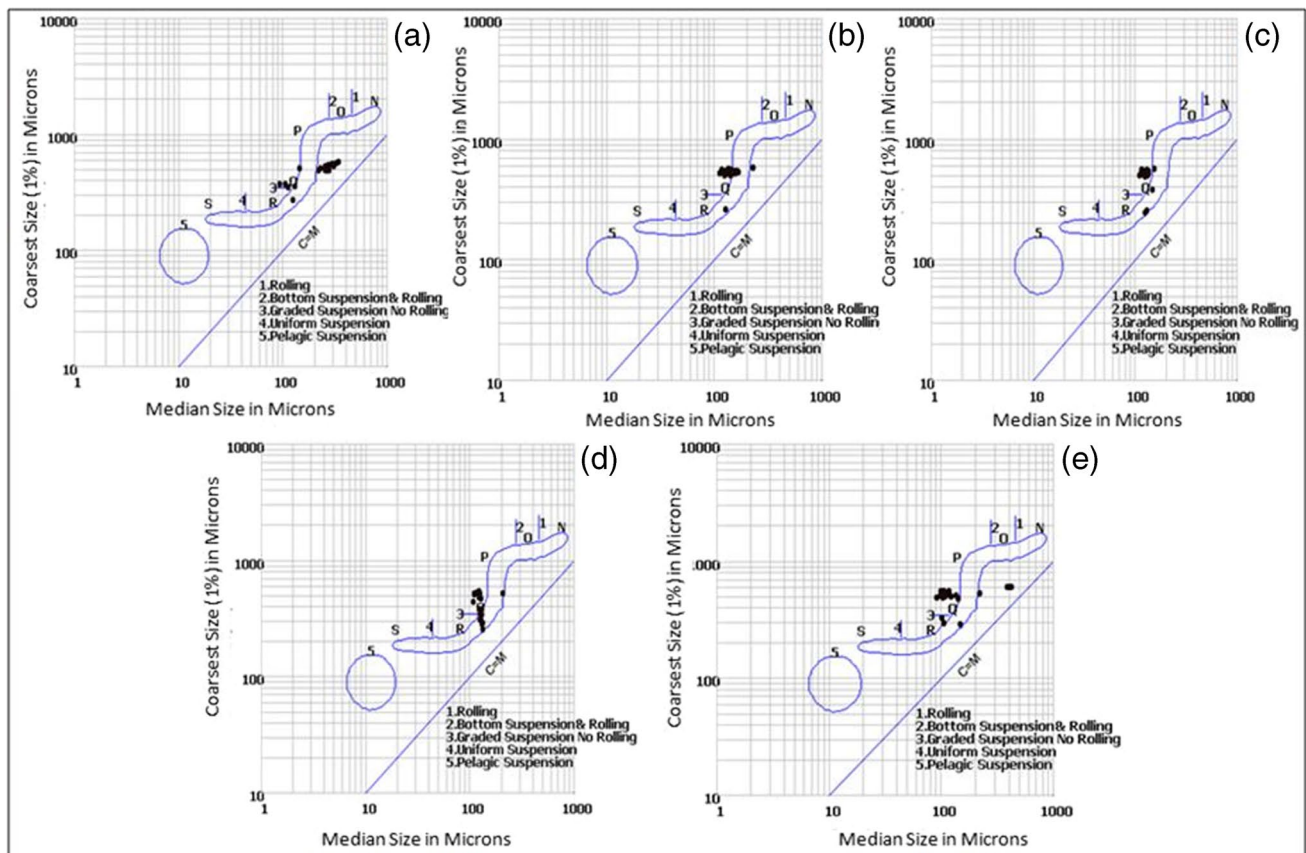 (a)
10000
1000
100
10
Coarsest Size (1%) in Microns
2 1
O N
P
3 Q
S 4 R
5
C=M
1.Rolling
2.Bottom Suspension& Rolling
3.Graded Suspension No Rolling
4.Uniform Suspension
5.Pelagic Suspension
1 10 100 1000
Median Size in Microns
(b)
10000
1000
100
10
Coarsest Size (1%) in Microns
2 1
O N
P
Q
3
S 4 R
5
C=M
1.Rolling
2.Bottom Suspension& Rolling
3.Graded Suspension No Rollin
4.Uniform Suspension
5.Pelagic Suspension
1 10 100 1000
Median Size in Microns
(c)
10000
1000
100
10
Coarsest Size (1%) in Microns
2 1
O N
P
Q
3
S 4 R
5
C=M
1.Rolling
2.Bottom Suspension& Rolling
3.Graded Suspension No Rolling
4.Uniform Suspension
5.Pelagic Suspension
1 10 100 1000
Median Size in Microns
(d)
10000
1000
100
10
Coarsest Size (1%) in Microns
2 1
O N
P
3
S 4 R
5
C=M
1.Rolling
2.Bottom Suspension& Rolling
3.Graded Suspension No Rolling
4.Uniform Suspension
5.Pelagic Suspension
1 10 100 1000
Median Size in Microns
(e)
10000
1000
100
10
Coarsest Size (1%) in Microns
2 1
O N
P
3 Q
S 4 R
5
C=M
1.Rolling
2.Bottom Suspension& Rolling
3.Graded Suspension No Rolling
4.Uniform Suspension
5.Pelagic Suspension
1 10 100 1000
Median Size in Microns